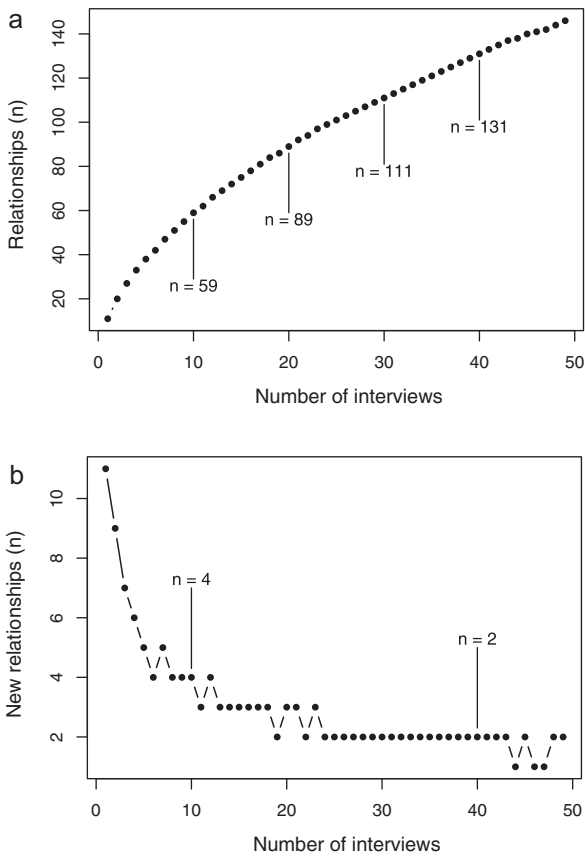 a
Relationships (n)
140
120
100
80
60
40
20
n = 59
n = 89
n = 111
n = 131
0 10 20 30 40 50
Number of interviews
b
New relationships (n)
10
8
6
4
2
n = 4
n = 2
0 10 20 30 40 50
Number of interviews